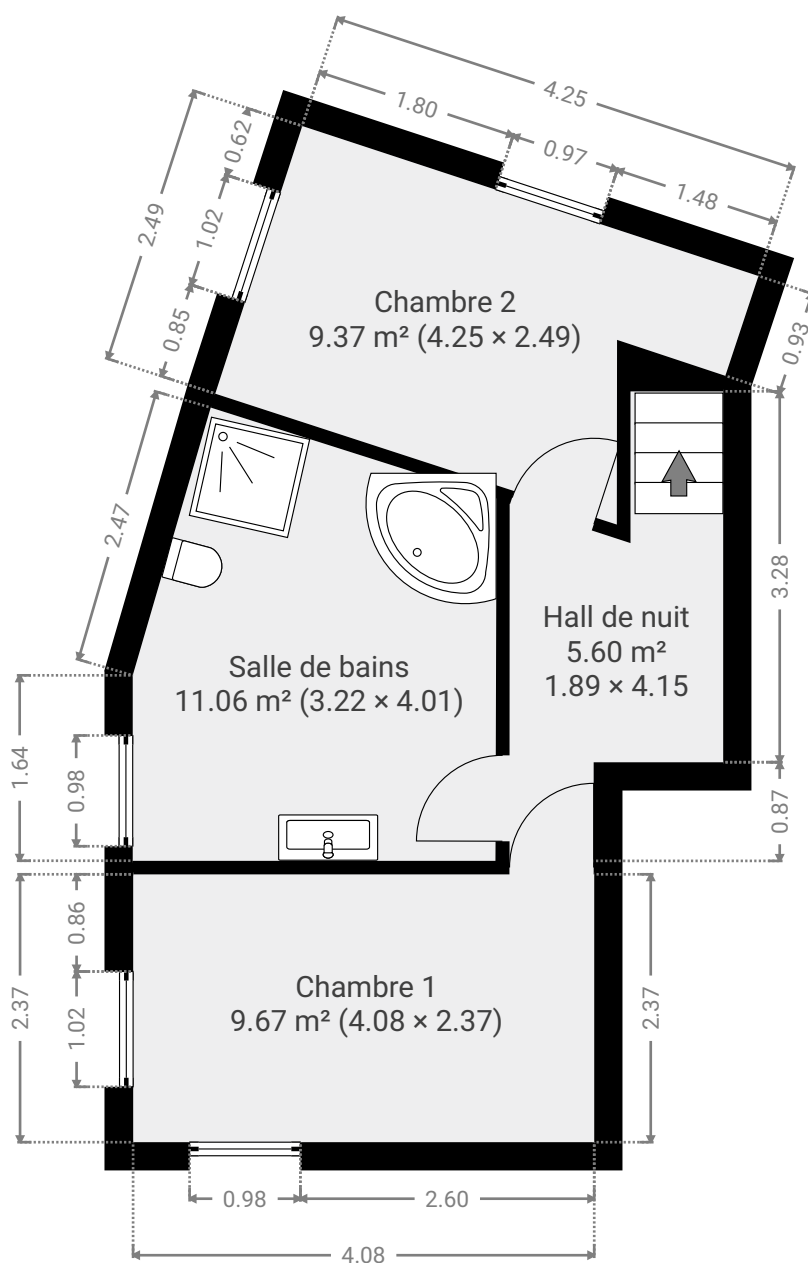 4.25
1.80
0.97
1.48
0.62
1.02
2.49
0.85
0.93
Chambre 2
9.37 m² (4.25 × 2.49)
2.47
3.28
Hall de nuit
5.60 m²
1.89 × 4.15
Salle de bains
11.06 m² (3.22 × 4.01)
1.64
0.98
0.87
0.86
2.37
1.02
2.37
Chambre 1
9.67 m² (4.08 × 2.37)
0.98
2.60
4.08